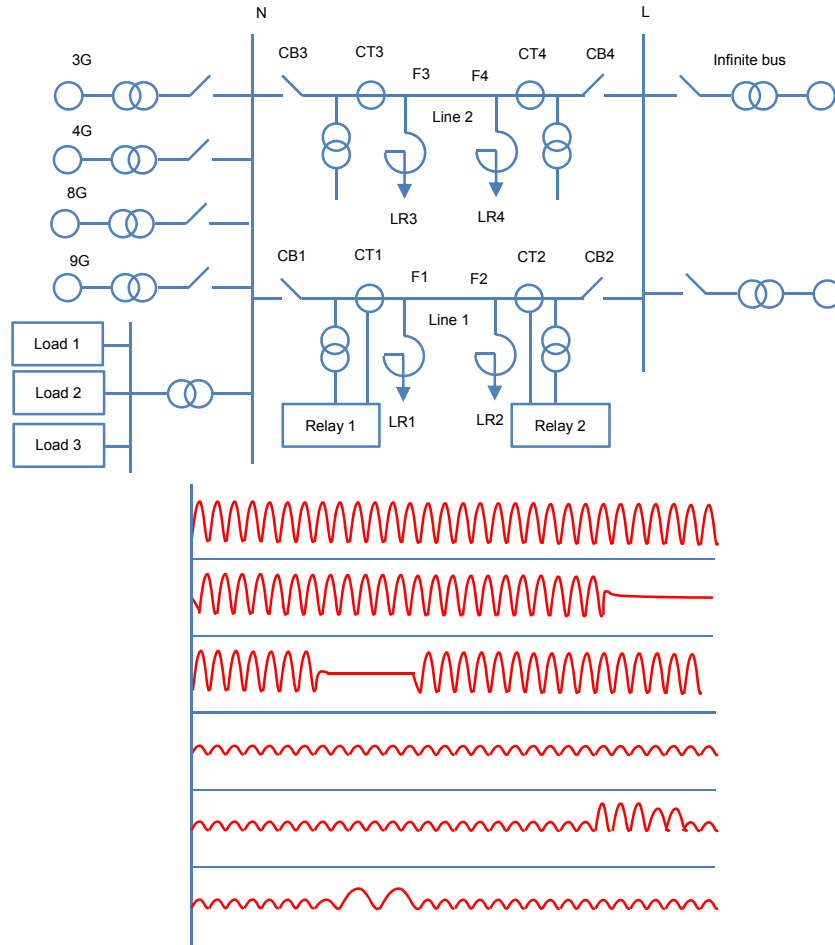 N
L
3G
CB3
CT3
F3
F4
CT4
CB4
Infinite bus
Line 2
4G
8G
LR3
LR4
9G
CB1
CT1
F1
F2
CT2
CB2
Line 1
Load 1
Load 2
Load 3
Relay 1
LR1
LR2
Relay 2